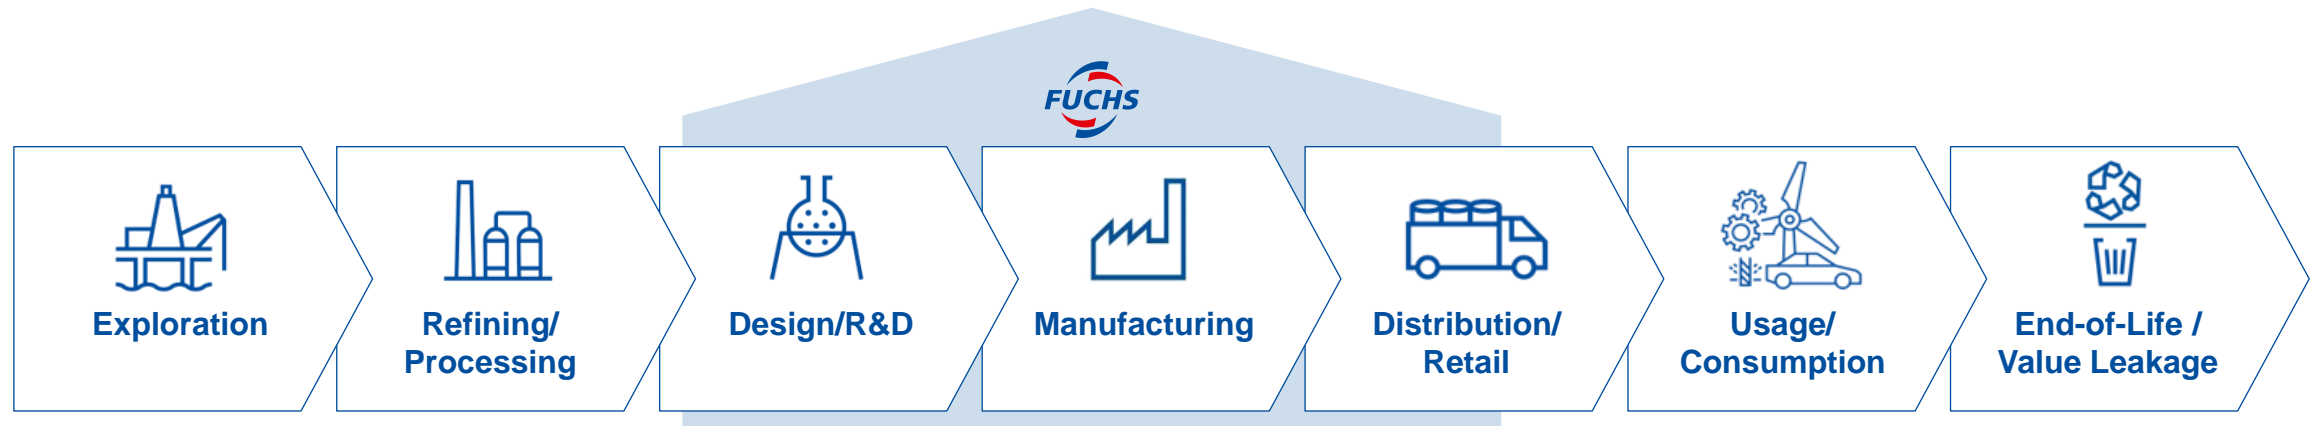 FUCHS
Exploration
Refining/
Processing
Design/R&D
Manufacturing
Distribution/
Retail
Usage/
Consumption
End-of-Life /
Value Leakage